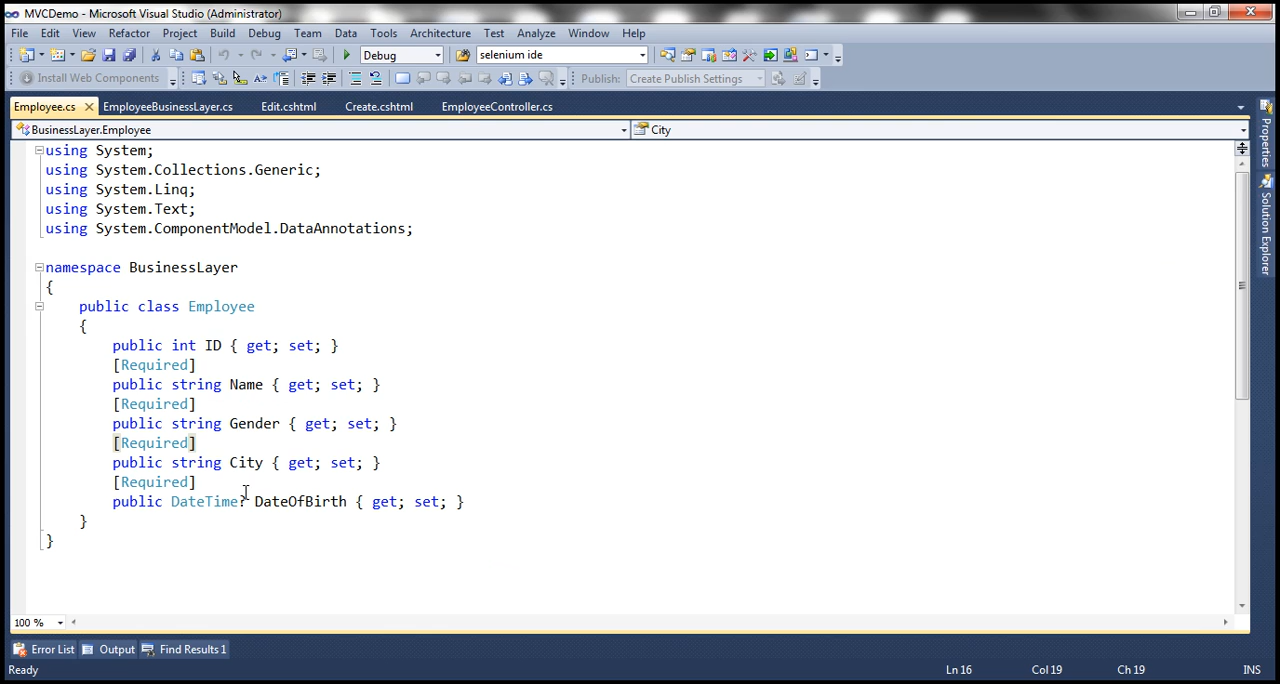 MVCDemo - Microsoft Visual Studio (Administrator)
File Edit View Refactor Project Build Debug Team Data Tools Architecture Test Analyze Window Help
Debug selenium ide
Install Web Components Publish: Create Publish Settings
Employee.cs EmployeeBusinessLayer.cs Edit.cshtml Create.cshtml EmployeeController.cs
BusinessLayer.Employee City
using System;
using System.Collections.Generic;
using System.Linq;
using System.Text;
using System.ComponentModel.DataAnnotations;
namespace BusinessLayer
{
public class Employee
{
public int ID { get; set; }
[Required]
public string Name { get; set; }
[Required]
public string Gender { get; set; }
[Required]
public string City { get; set; }
[Required]
public DateTime? DateOfBirth { get; set; }
}
}
100 %
Error List Output Find Results 1
Ready Ln 16 Col 19 Ch 19 INS
Properties
Solution Explorer